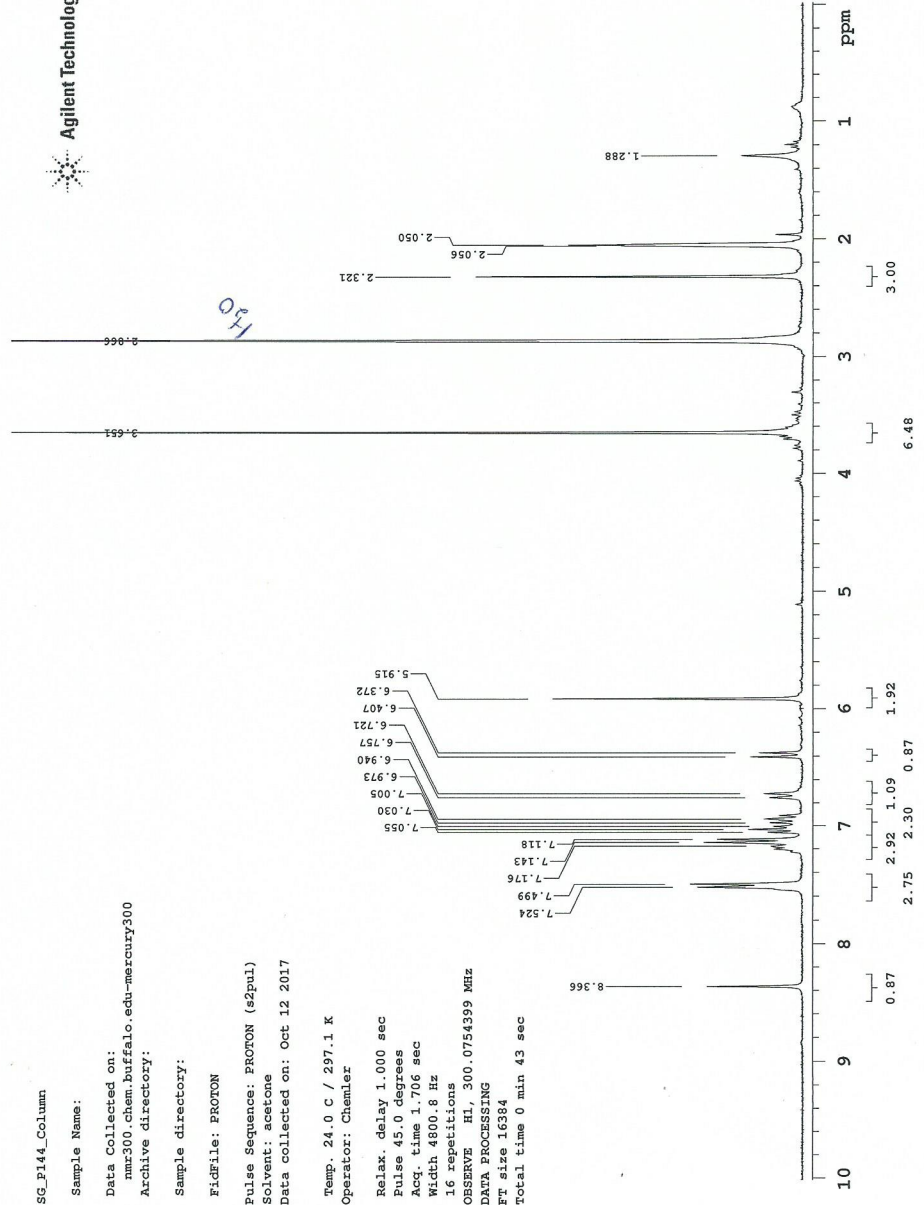 Agilent Technolog
SG_P144_Column
Sample Name:
Data Collected on:
nmr300.chem.buffalo.edu-mercury300
Archive directory:
Sample directory:
FidFile: PROTON
Pulse Sequence: PROTON (s2pul)
Solvent: acetone
Data collected on: Oct 12 2017
Temp. 24.0 C / 297.1 K
Operator: Chemler
Relax. delay 1.000 sec
Pulse 45.0 degrees
Acq. time 1.706 sec
Width 4800.8 Hz
16 repetitions
OBSERVE H1, 300.0754399 MHz
DATA PROCESSING
FT size 16384
Total time 0 min 43 sec
8.366
7.524
7.499
7.176
7.143
7.118
7.055
7.030
7.005
6.973
6.940
6.757
6.721
6.407
6.372
5.915
3.651
2.866
H2O
2.321
2.056
2.050
1.288
10 9 8 7 6 5 4 3 2 1 ppm
0.87 2.75 2.92 2.30 1.09 0.87 1.92 6.48 3.00